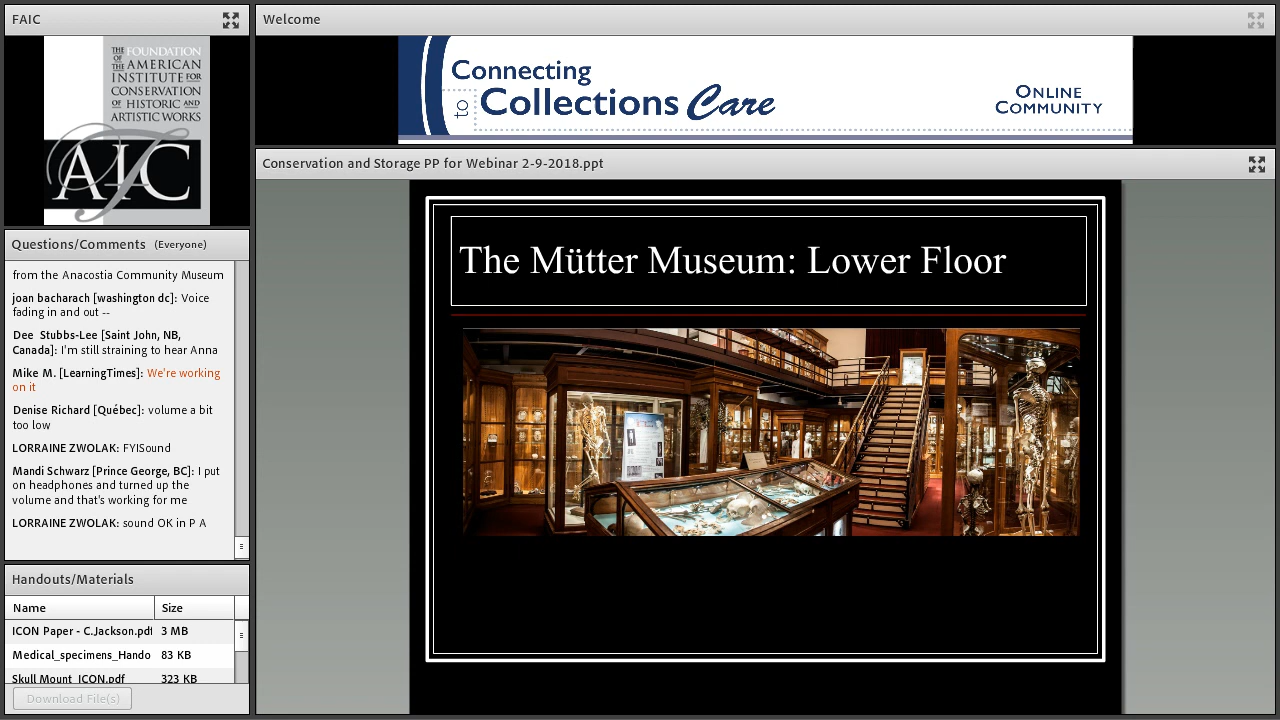 FAIC
THE FOUNDATION
OF THE AMERICAN
INSTITUTE FOR
CONSERVATION
OF HISTORIC AND
ARTISTIC WORKS
AIC
Welcome
Connecting
to Collections Care
ONLINE
COMMUNITY
Questions/Comments (Everyone)
from the Anacostia Community Museum
joan bacharach [washington dc]: Voice
fading in and out --
Dee Stubbs-Lee [Saint John, NB,
Canada]: I'm still straining to hear Anna
Mike M. [LearningTimes]: We're working
on it
Denise Richard [Québec]: volume a bit
too low
LORRAINE ZWOLAK: FYISound
Mandi Schwarz [Prince George, BC]: I put
on headphones and turned up the
volume and that's working for me
LORRAINE ZWOLAK: sound OK in P A
Handouts/Materials
Name Size
ICON Paper - C.Jackson.pdf 3 MB
Medical_specimens_Hando 83 KB
Skull Mount_ICON.pdf 323 KB
Download File(s)
Conservation and Storage PP for Webinar 2-9-2018.ppt
The Mütter Museum: Lower Floor